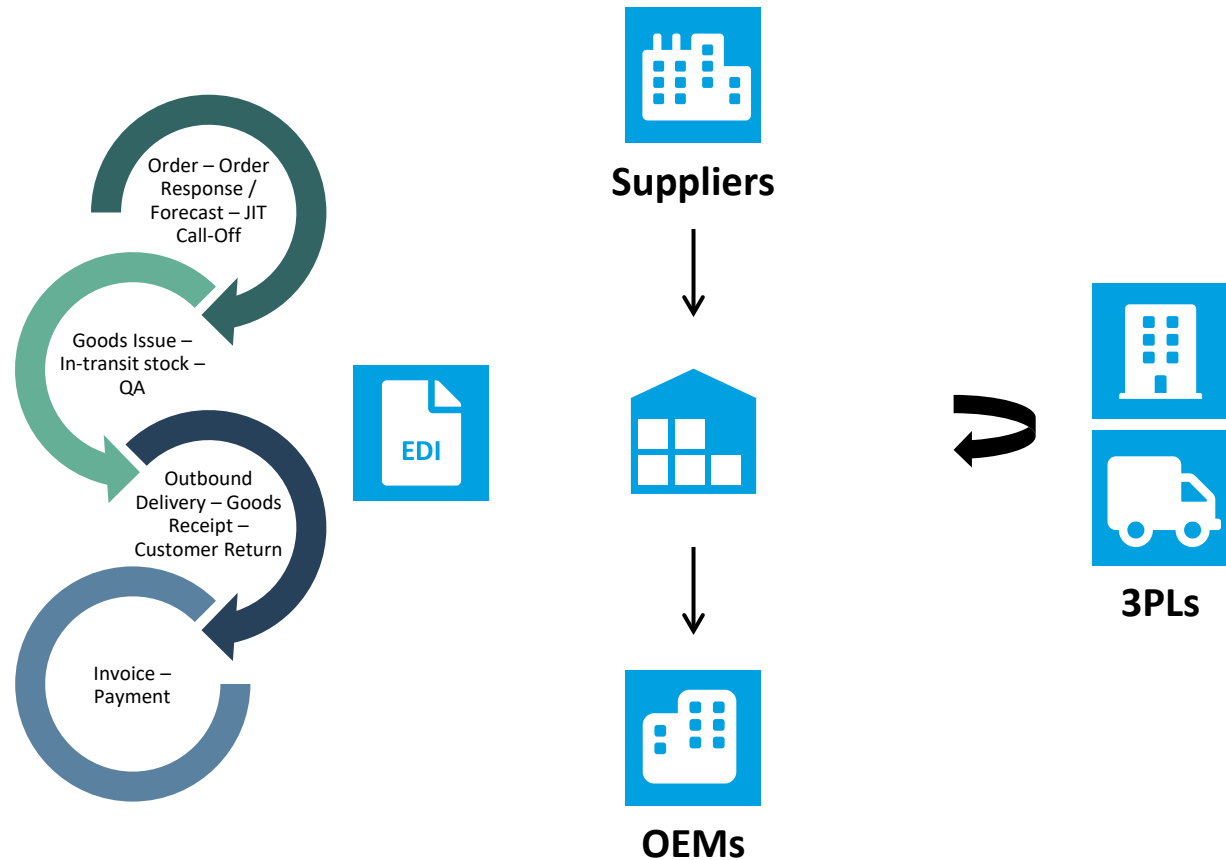 Order – Order
Response /
Forecast – JIT
Call-Off
Goods Issue –
In-transit stock –
QA
Outbound
Delivery – Goods
Receipt –
Customer Return
Invoice –
Payment
EDI
Suppliers
OEMs
3PLs